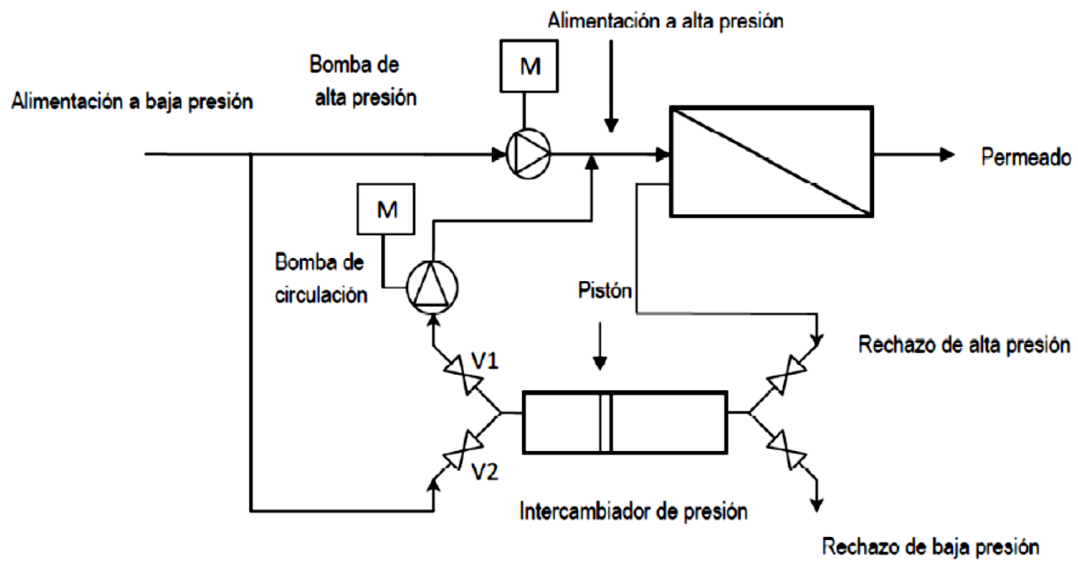 Alimentación a alta presión
Bomba de
alta presión
M
Alimentación a baja presión
Permeado
M
Bomba de
circulación
Pistón
V1
Rechazo de alta presión
V2
Intercambiador de presión
Rechazo de baja presión